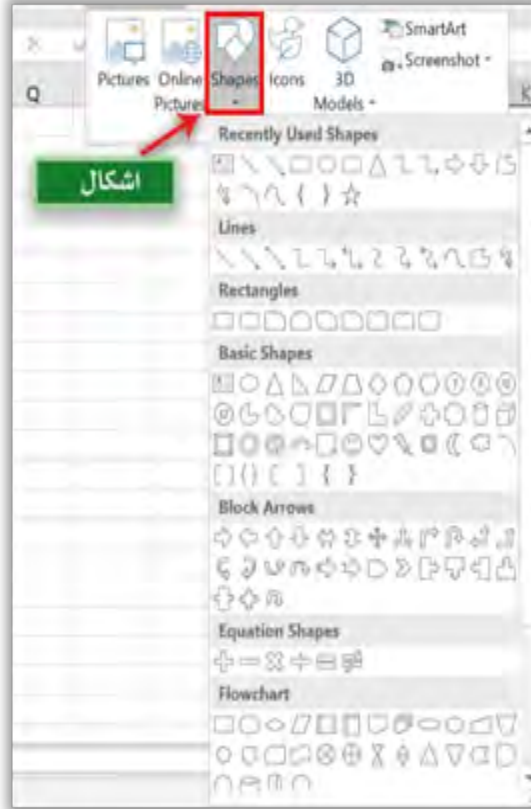 SmartArt
Screenshot
Pictures Online Shapes Icons 3D
Pictures Models
Q
Recently Used Shapes
اشکال
Lines
Rectangles
Basic Shapes
Block Arrows
Equation Shapes
Flowchart